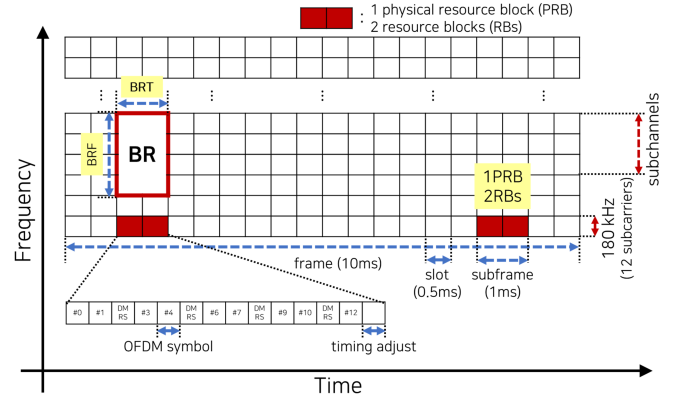 : 1 physical resource block (PRB)
2 resource blocks (RBs)
BRT
BRF
BR
1PRB
2RBs
subchannels
180 kHz
(12 subcarriers)
Frequency
frame (10ms)
slot
(0.5ms)
subframe
(1ms)
#0 #1 DM RS #3 #4 DM RS #6 #7 DM RS #9 #10 DM RS #12
OFDM symbol
timing adjust
Time